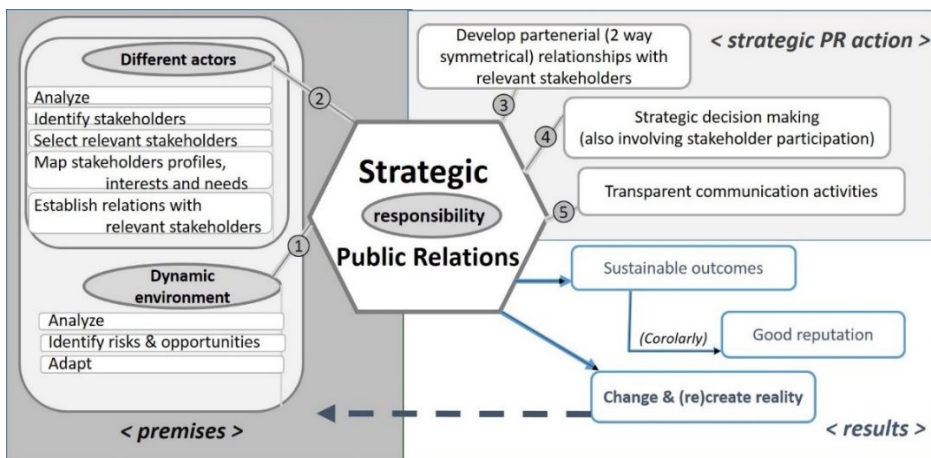 Different actors
Analyze
Identify stakeholders
Select relevant stakeholders
Map stakeholders profiles,
interests and needs
Establish relations with
relevant stakeholders
2
1
Dynamic
environment
Analyze
Identify risks & opportunities
Adapt
< premises >
Strategic
responsibility
Public Relations
Develop partenerial (2 way
symmetrical) relationships with
relevant stakeholders
< strategic PR action >
3
4
Strategic decision making
(also involving stakeholder participation)
5
Transparent communication activities
Sustainable outcomes
(Corolarly)
Good reputation
Change & (re)create reality
< results >